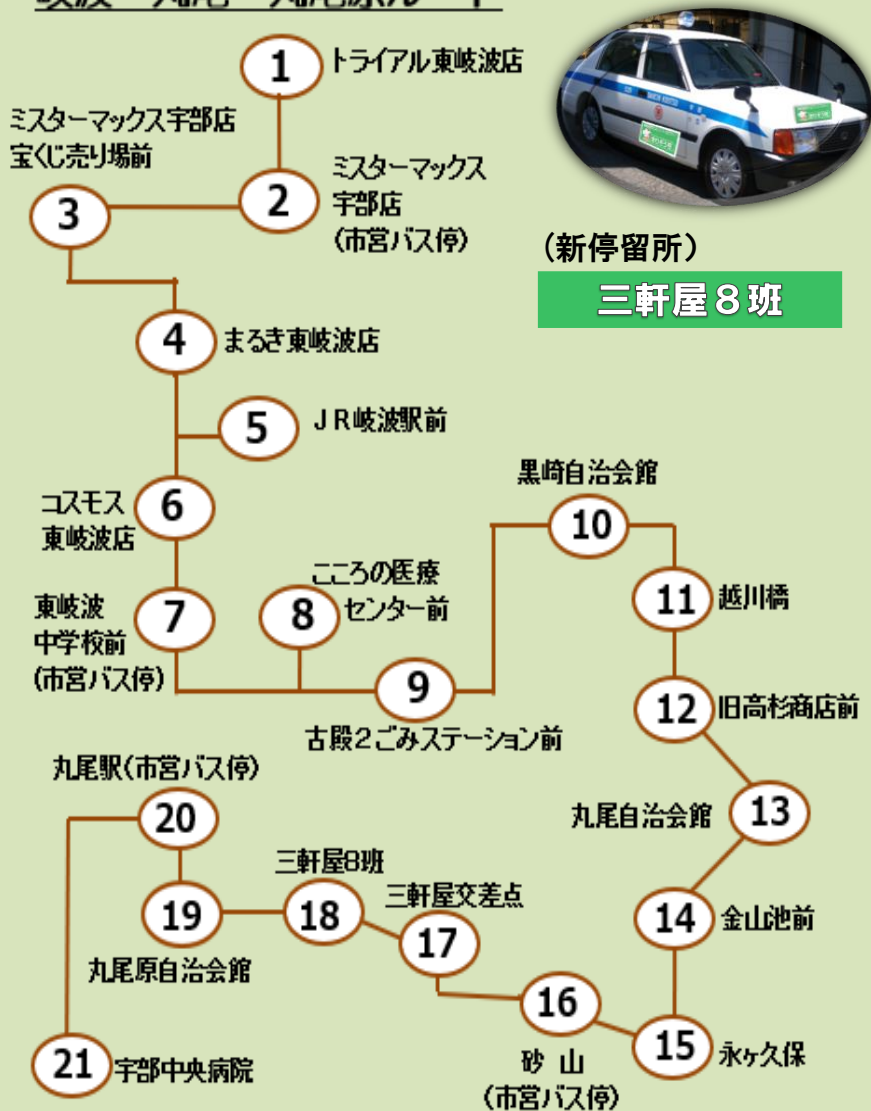 1
トライアル東岐波店
ミスターマックス宇部店
宝くじ売り場前
3
2
ミスターマックス
宇部店
(市営バス停)
(新停留所)
三軒屋8班
4
まるき東岐波店
5
JR岐波駅前
6
コスモス
東岐波店
黒崎自治会館
10
7
東岐波
中学校前
(市営バス停)
8
こころの医療
センター前
11
越川橋
9
古殿2ごみステーション前
12
旧高杉商店前
丸尾駅(市営バス停)
20
丸尾自治会館
13
三軒屋8班
18
三軒屋交差点
17
14
金山池前
19
丸尾原自治会館
16
砂山
(市営バス停)
15
永ヶ久保
21
宇部中央病院